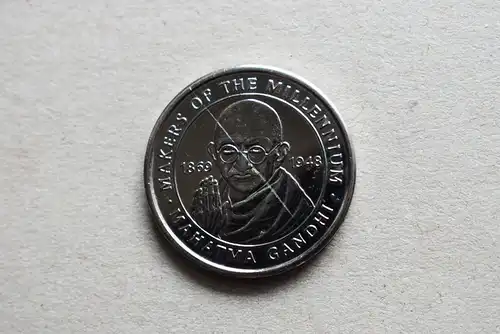 · MAKERS OF THE MILLENNIUM ·
1869 1948
MAHATMA GANDHI